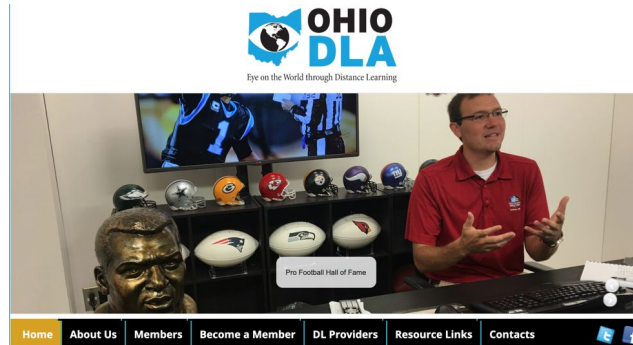 OHIO
DLA
Eye on the World through Distance Learning
1
Pro Football Hall of Fame
Home About Us Members Become a Member DL Providers Resource Links Contacts